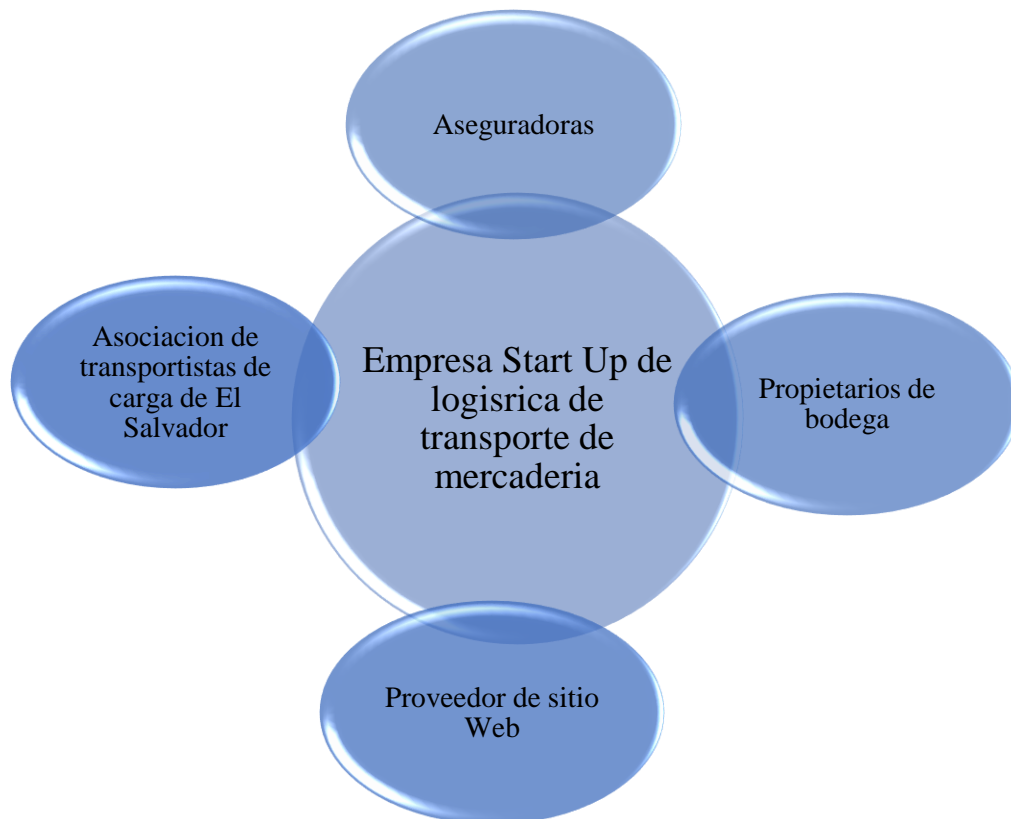 Aseguradoras
Asociacion de
transportistas de
carga de El
Salvador
Empresa Start Up de
logisrica de
transporte de
mercaderia
Propietarios de
bodega
Proveedor de sitio
Web